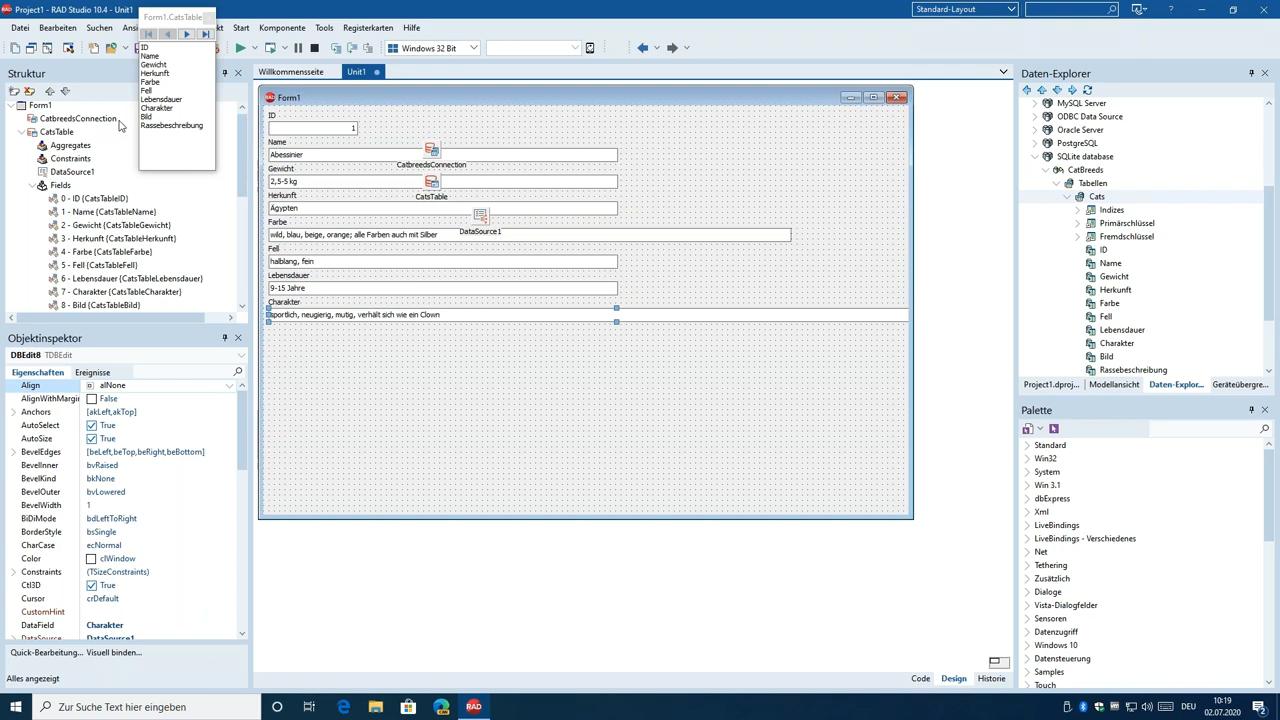 Project1 - RAD Studio 10.4 - Unit1
Standard-Layout
Form1.CatsTable
Datei
Bearbeiten
Suchen
Start
Komponente
Tools
Registerkarten
Hilfe
Windows 32 Bit
ID
Name
Gewicht
Herkunft
Farbe
Fell
Lebensdauer
Charakter
Bild
Rassebeschreibung
Struktur
Form1
CatbreedsConnection
CatsTable
Aggregates
Constraints
DataSource1
Fields
0 - ID {CatsTableID}
1 - Name {CatsTableName}
2 - Gewicht {CatsTableGewicht}
3 - Herkunft {CatsTableHerkunft}
4 - Farbe {CatsTableFarbe}
5 - Fell {CatsTableFell}
6 - Lebensdauer {CatsTableLebensdauer}
7 - Charakter {CatsTableCharakter}
8 - Bild {CatsTableBild}
Objektinspektor
DBEdit8 TDBEdit
Eigenschaften
Ereignisse
Align alNone
AlignWithMargin False
Anchors [akLeft,akTop]
AutoSelect True
AutoSize True
BevelEdges [beLeft,beTop,beRight,beBottom]
BevelInner bvRaised
BevelKind bkNone
BevelOuter bvLowered
BevelWidth 1
BiDiMode bdLeftToRight
BorderStyle bsSingle
CharCase ecNormal
Color clWindow
Constraints (TSizeConstraints)
Ctl3D True
Cursor crDefault
CustomHint
DataField Charakter
DataSource DataSource1
Quick-Bearbeitung... Visuell binden...
Alles angezeigt
Willkommensseite
Unit1
Form1
ID
1
Name
Abessinier
CatbreedsConnection
Gewicht
2,5-5 kg
CatsTable
Herkunft
Ägypten
Farbe
DataSource1
wild, blau, beige, orange; alle Farben auch mit Silber
Fell
halblang, fein
Lebensdauer
9-15 Jahre
Charakter
sportlich, neugierig, mutig, verhält sich wie ein Clown
Code
Design
Historie
Daten-Explorer
MySQL Server
ODBC Data Source
Oracle Server
PostgreSQL
SQLite database
CatBreeds
Tabellen
Cats
Indizes
Primärschlüssel
Fremdschlüssel
ID
Name
Gewicht
Herkunft
Farbe
Fell
Lebensdauer
Charakter
Bild
Rassebeschreibung
Project1.dproj...
Modellansicht
Daten-Explor...
Geräteübergre...
Palette
Standard
Win32
System
Win 3.1
dbExpress
Xml
LiveBindings
LiveBindings - Verschiedenes
Net
Tethering
Zusätzlich
Dialoge
Vista-Dialogfelder
Sensoren
Datenzugriff
Windows 10
Datensteuerung
Touch
Zur Suche Text hier eingeben
RAD
DEU
10:19
02.07.2020
2